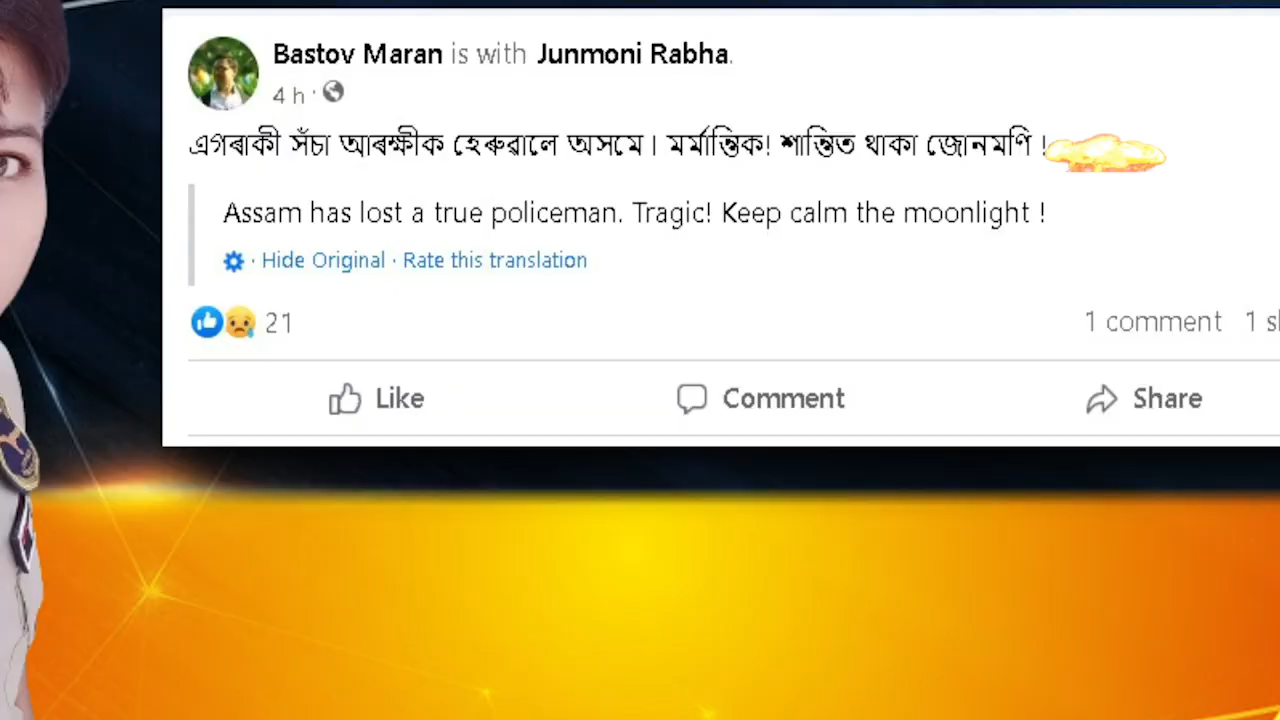 Bastov Maran is with Junmoni Rabha.
4 h ·
এগৰাকী সঁচা আৰক্ষীক হেৰুৱালে অসমে। মৰ্মান্তিক! শান্তিত থাকা জোনমণি !
Assam has lost a true policeman. Tragic! Keep calm the moonlight !
· Hide Original · Rate this translation
21
1 comment 1
Like Comment Share